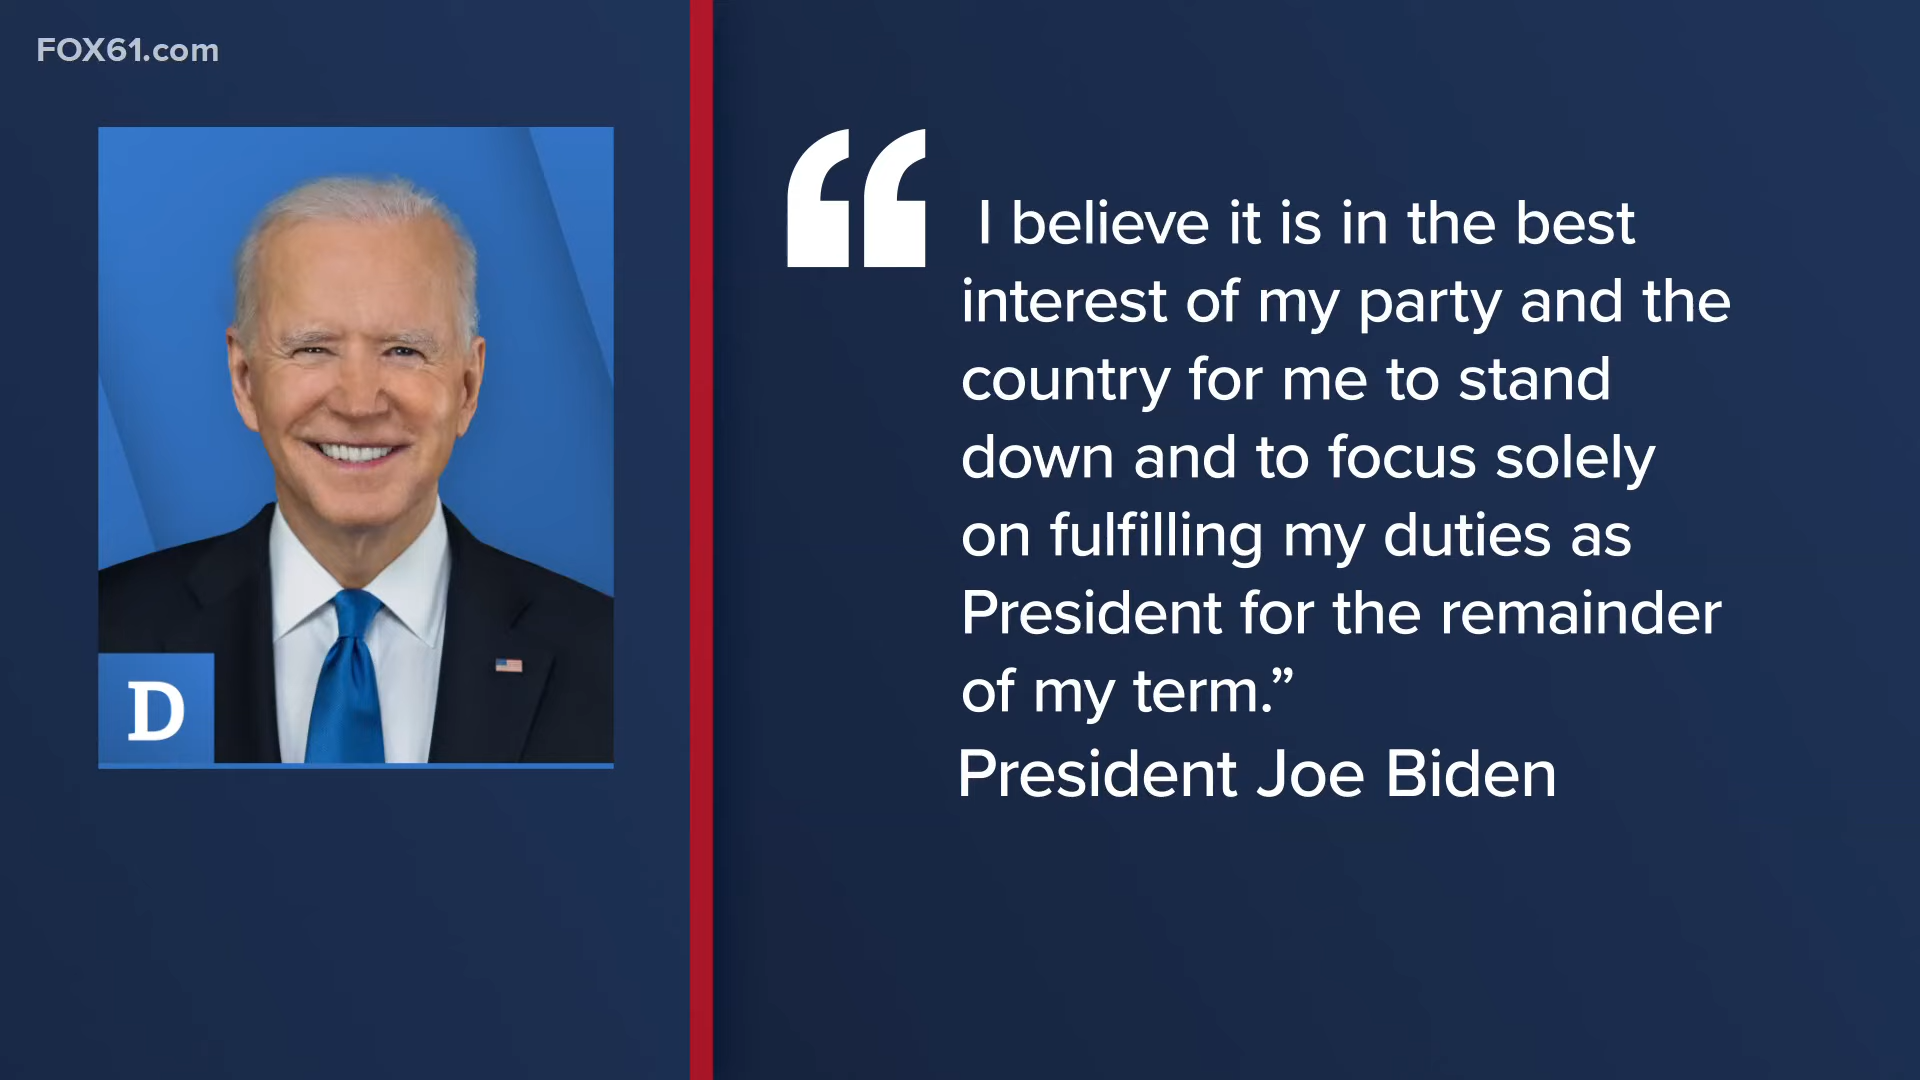 FOX61.com
I believe it is in the best
interest of my party and the
country for me to stand
down and to focus solely
on fulfilling my duties as
President for the remainder
of my term.”
President Joe Biden
D